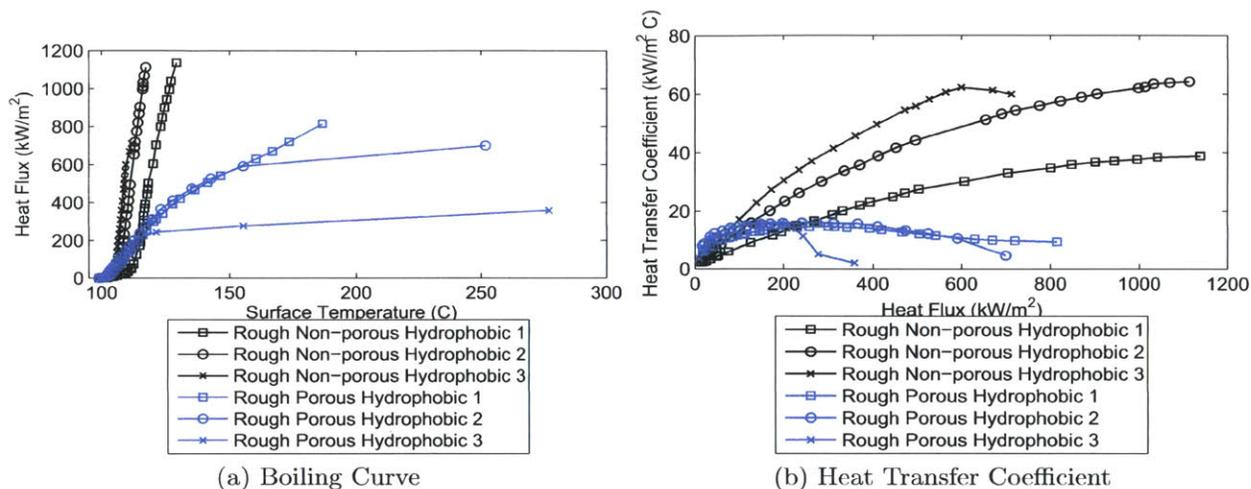 1200
1000
800
600
400
200
0
100
150
200
250
300
Heat Flux (kW/m²)
Surface Temperature (C)
Rough Non-porous Hydrophobic 1
Rough Non-porous Hydrophobic 2
Rough Non-porous Hydrophobic 3
Rough Porous Hydrophobic 1
Rough Porous Hydrophobic 2
Rough Porous Hydrophobic 3
(a) Boiling Curve
80
60
40
20
0
0
200
400
600
800
1000
1200
Heat Transfer Coefficient (kW/m² C)
Heat Flux (kW/m²)
Rough Non-porous Hydrophobic 1
Rough Non-porous Hydrophobic 2
Rough Non-porous Hydrophobic 3
Rough Porous Hydrophobic 1
Rough Porous Hydrophobic 2
Rough Porous Hydrophobic 3
(b) Heat Transfer Coefficient